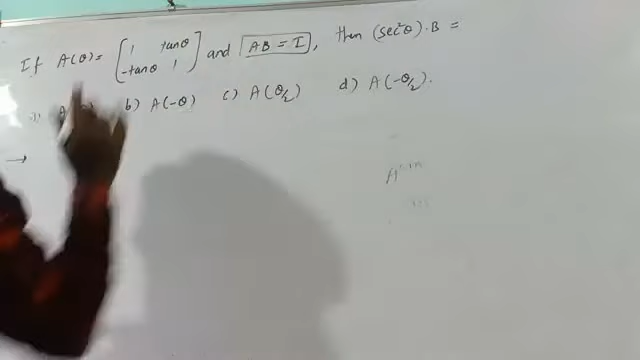 If A(θ) = [1 tanθ -tanθ 1] and AB = I, then (sec²θ)·B =
b) A(-θ) c) A(θ/2) d) A(-θ/2).
→